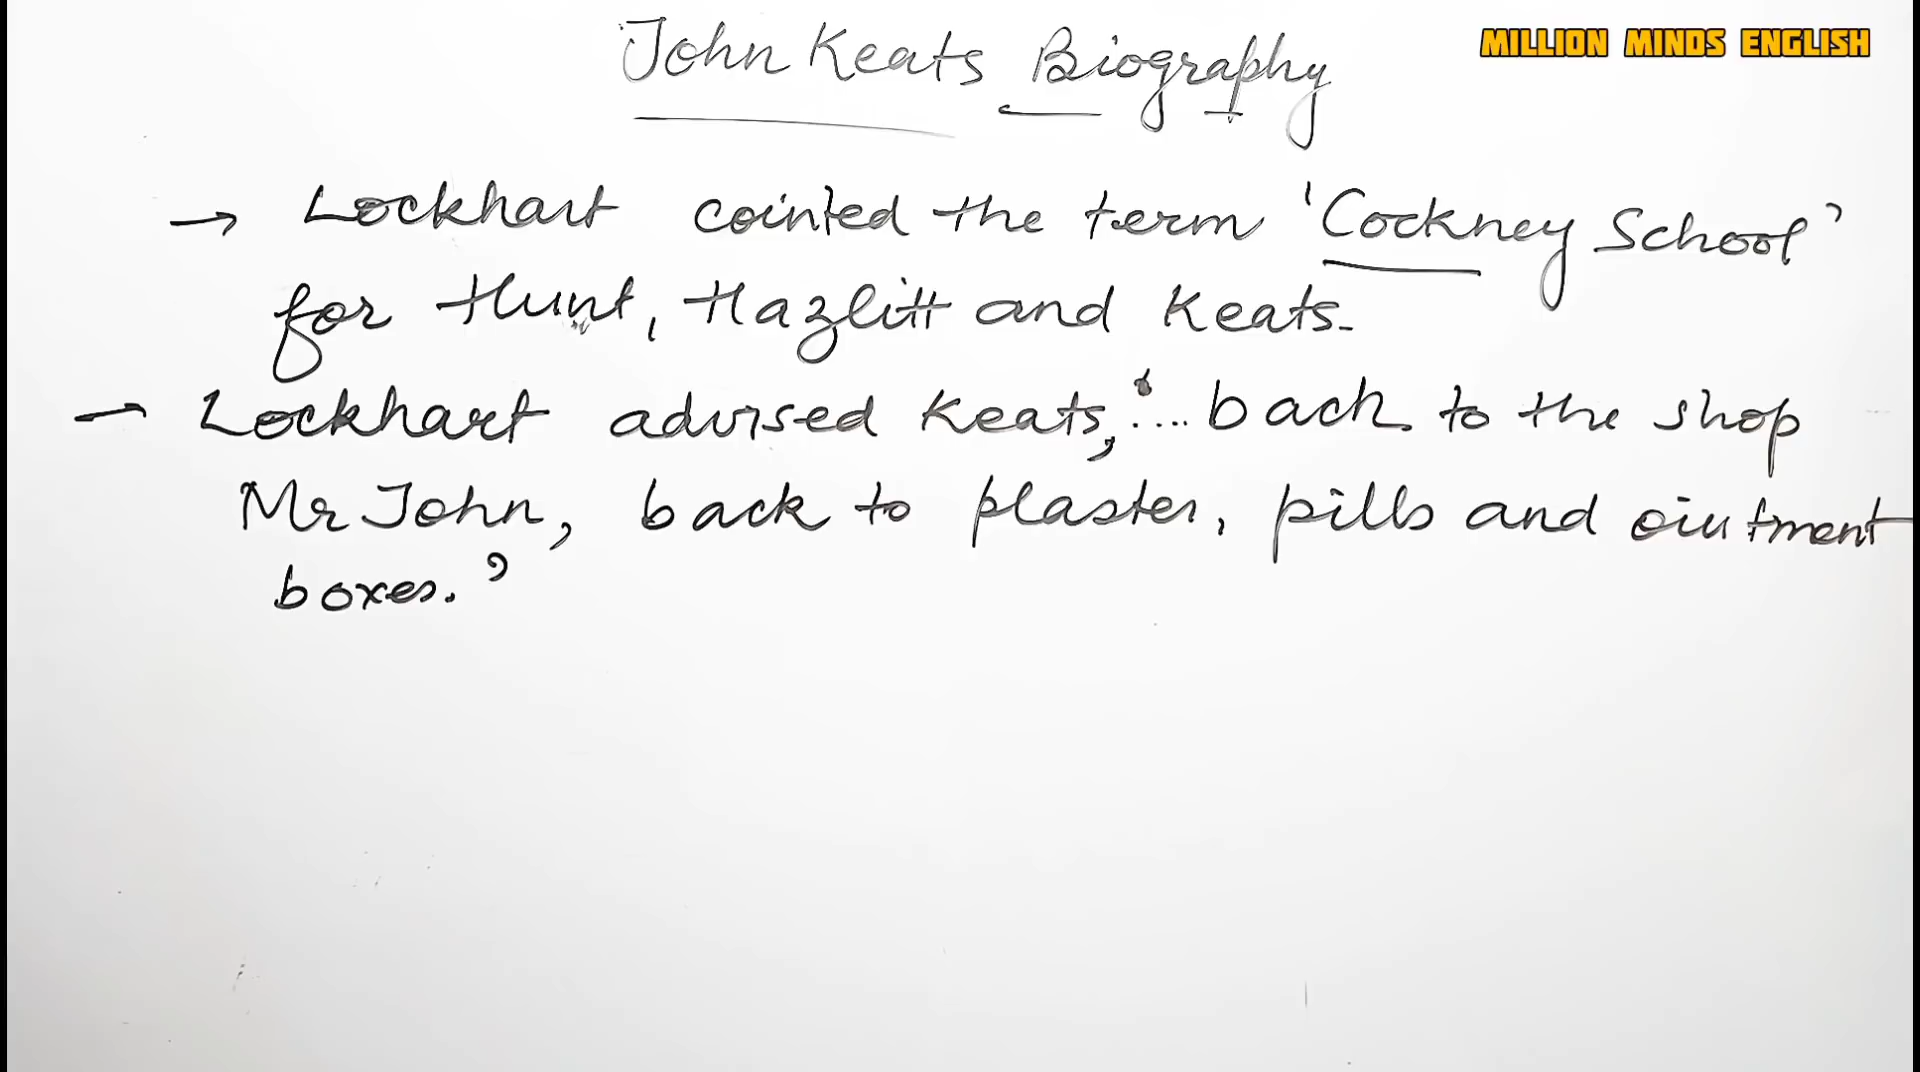 John Keats Biography
MILLION MINDS ENGLISH
→ Lockhart cointed the term 'Cockney School'
for Hunt, Hazlitt and Keats.
- Lockhart advised Keats, '.... back to the shop
Mr John, back to plaster, pills and ointment
boxes.'